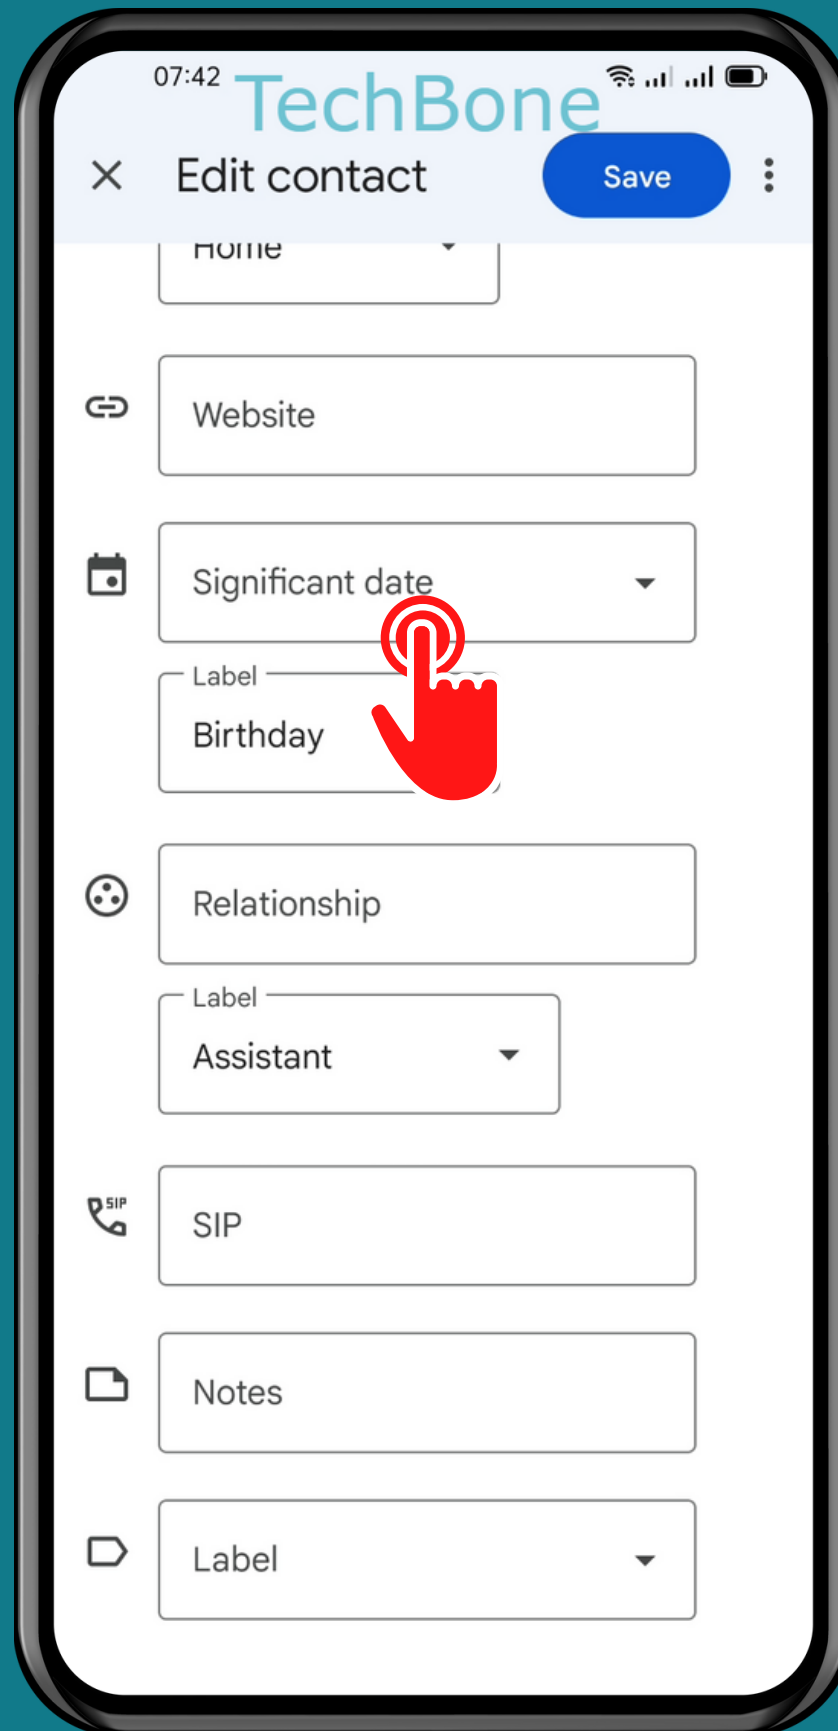 07:42
TechBone
Edit contact
Save
Home
Website
Significant date
Label
Birthday
Relationship
Label
Assistant
SIP
SIP
Notes
Label